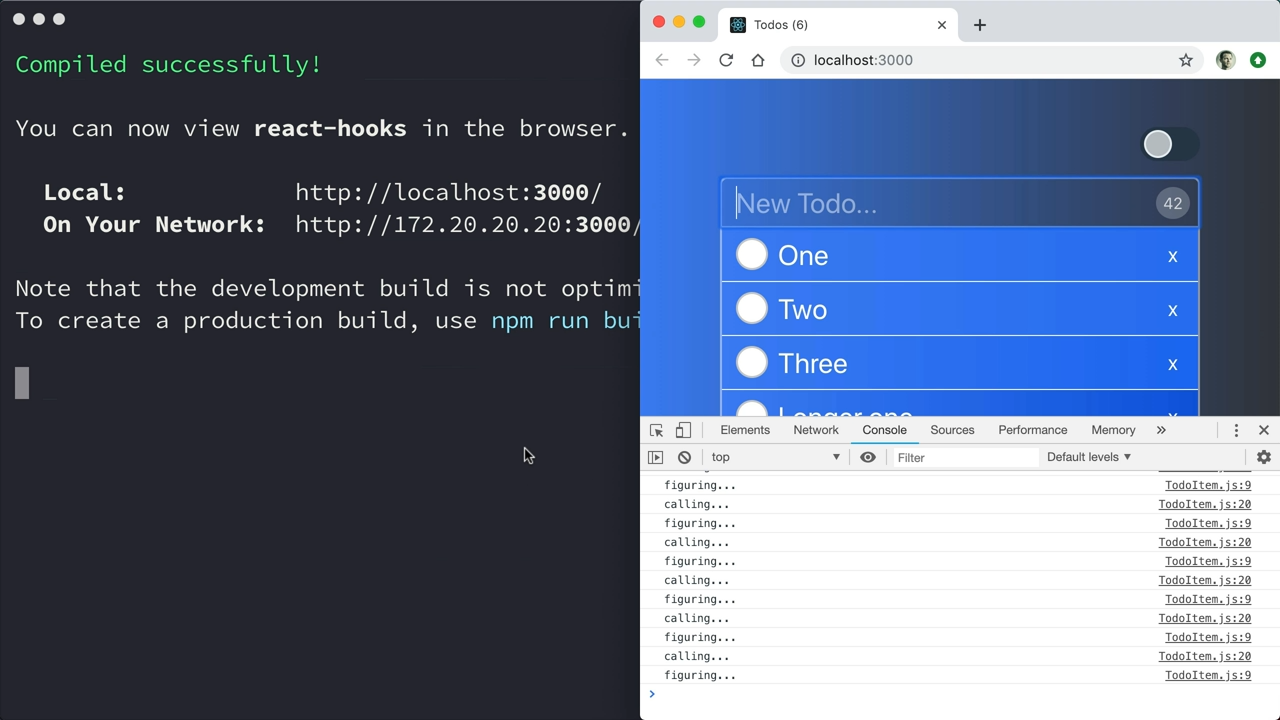 Compiled successfully!
You can now view react-hooks in the browser.
Local: http://localhost:3000/
On Your Network: http://172.20.20.20:3000/
Note that the development build is not optimi
To create a production build, use npm run bui
Todos (6)
localhost:3000
New Todo...
42
One x
Two x
Three x
Longer one x
Elements Network Console Sources Performance Memory »
top Filter Default levels
figuring... TodoItem.js:9
calling... TodoItem.js:20
figuring... TodoItem.js:9
calling... TodoItem.js:20
figuring... TodoItem.js:9
calling... TodoItem.js:20
figuring... TodoItem.js:9
calling... TodoItem.js:20
figuring... TodoItem.js:9
calling... TodoItem.js:20
figuring... TodoItem.js:9